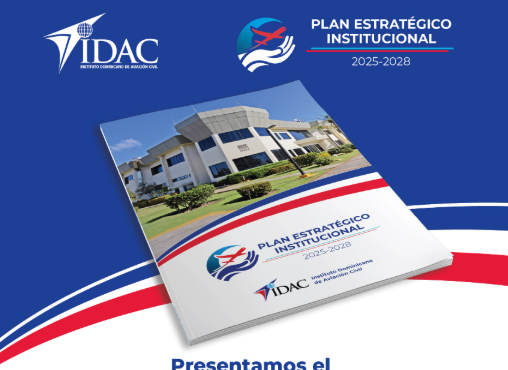 IDAC
INSTITUTO DOMINICANO DE AVIACIÓN CIVIL
PLAN ESTRATÉGICO
INSTITUCIONAL
2025-2028
PLAN ESTRATÉGICO
INSTITUCIONAL
2025-2028
IDAC
Instituto Dominicano
de Aviación Civil
Presentamos el